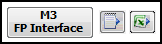 M3
FP Interface